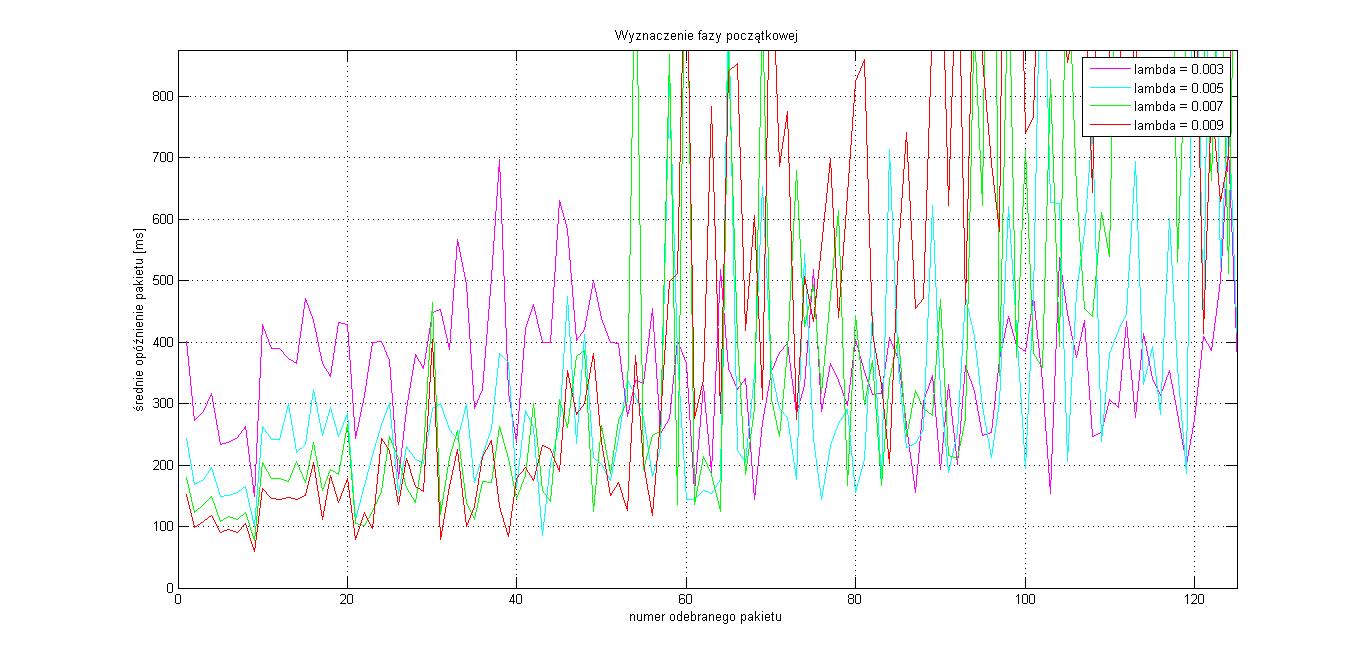 Wyznaczenie fazy początkowej
lambda = 0.003
lambda = 0.005
lambda = 0.007
lambda = 0.009
średnie opóźnienie pakietu [ms]
800
700
600
500
400
300
200
100
0
0 20 40 60 80 100 120
numer odebranego pakietu